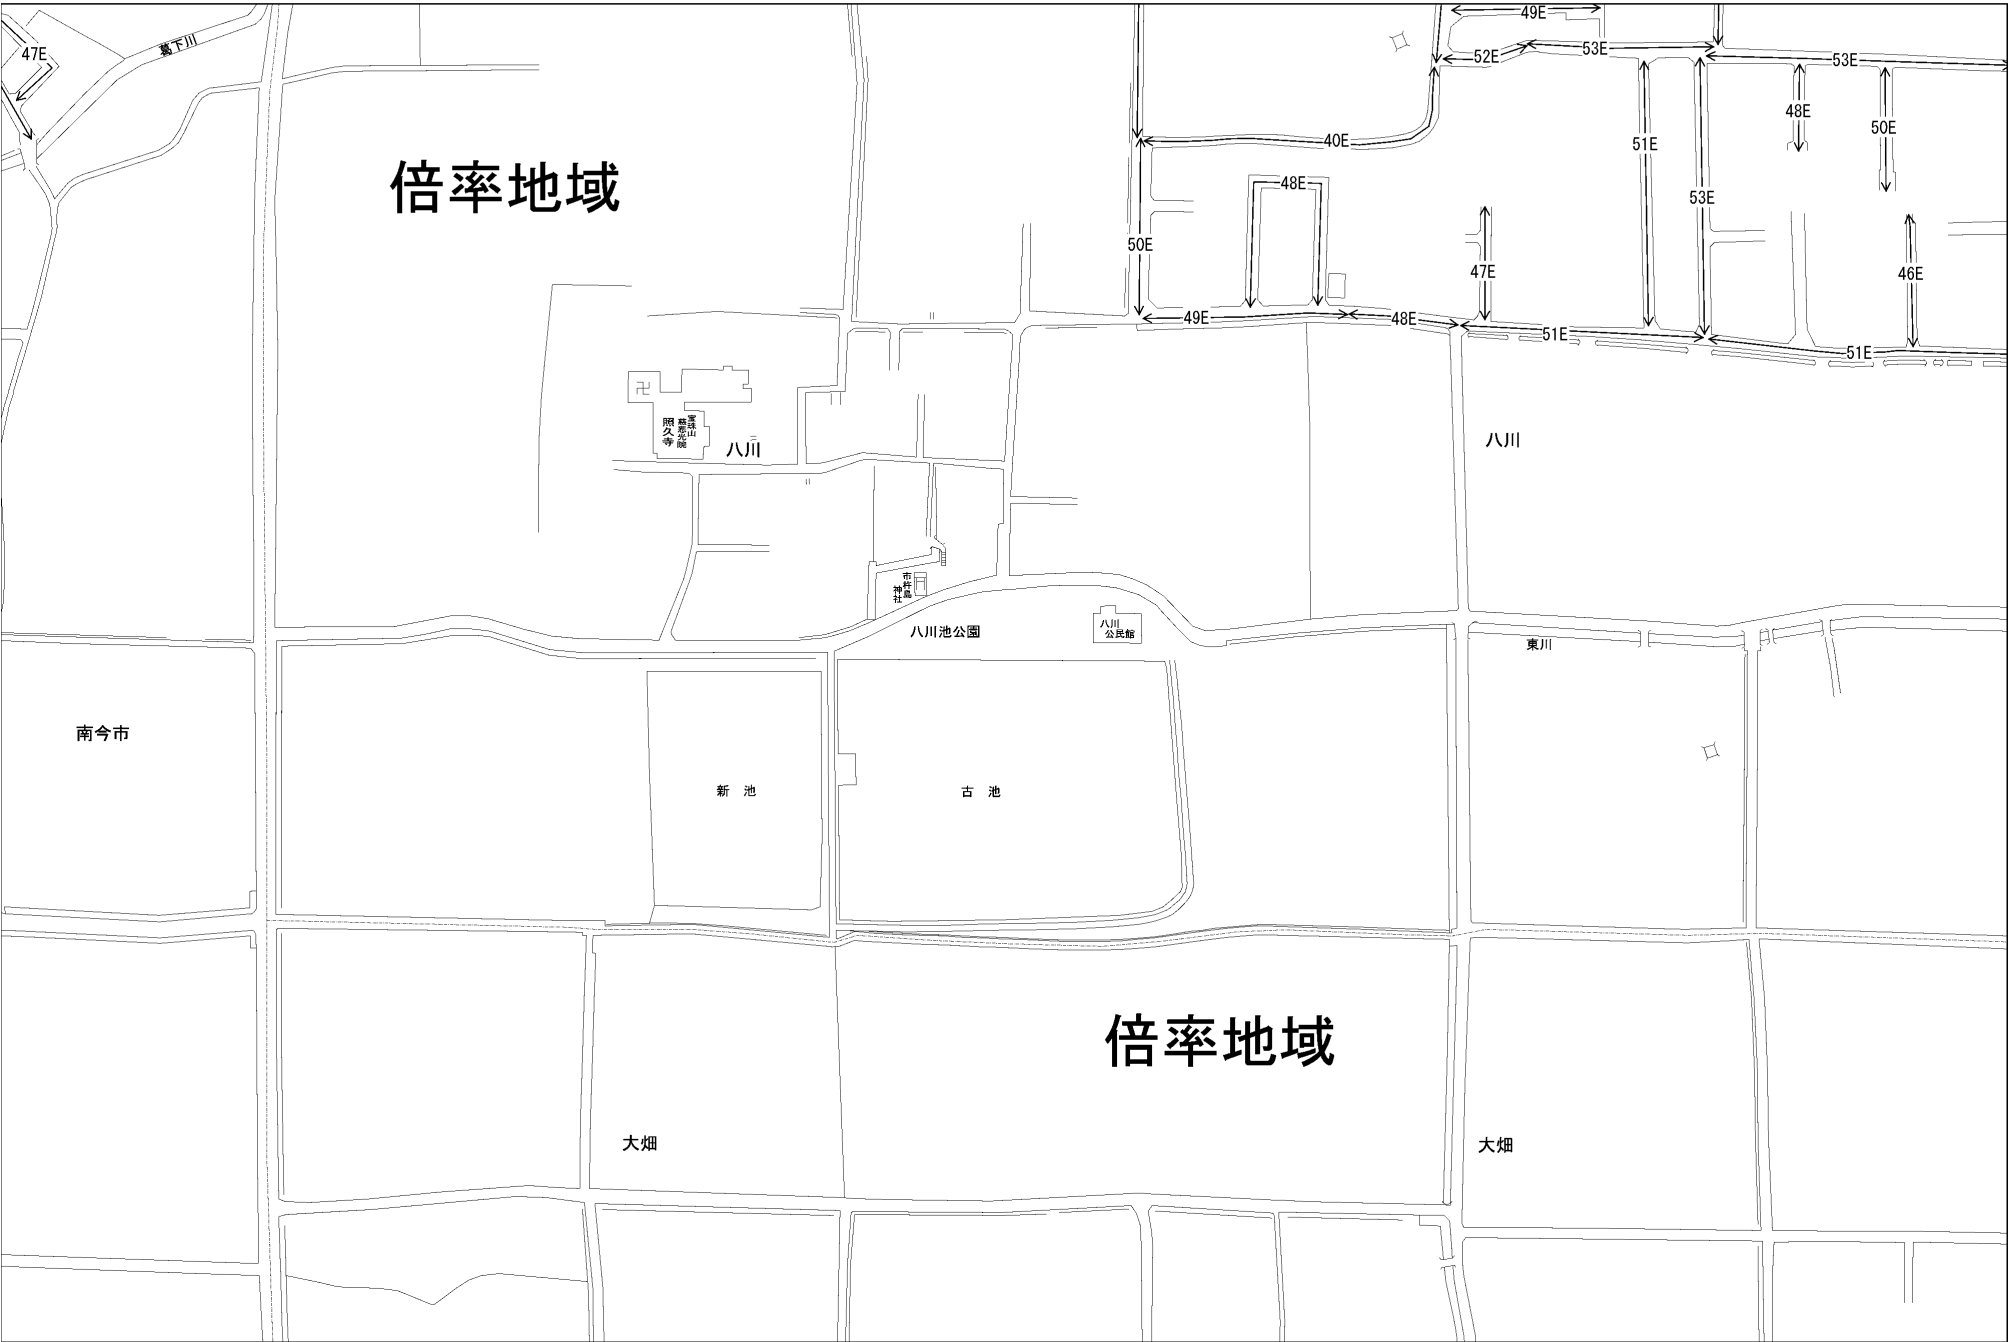 49E
47E
葛下川
52E
53E
53E
48E
50E
40E
51E
48E
53E
50E
47E
46E
倍率地域
49E
48E
51E
51E
宝珠山
慈悲光院
照久寺
八川
八川
市杵島
神社
八川池公園
八川
公民館
東川
南今市
新 池
古 池
倍率地域
大畑
大畑